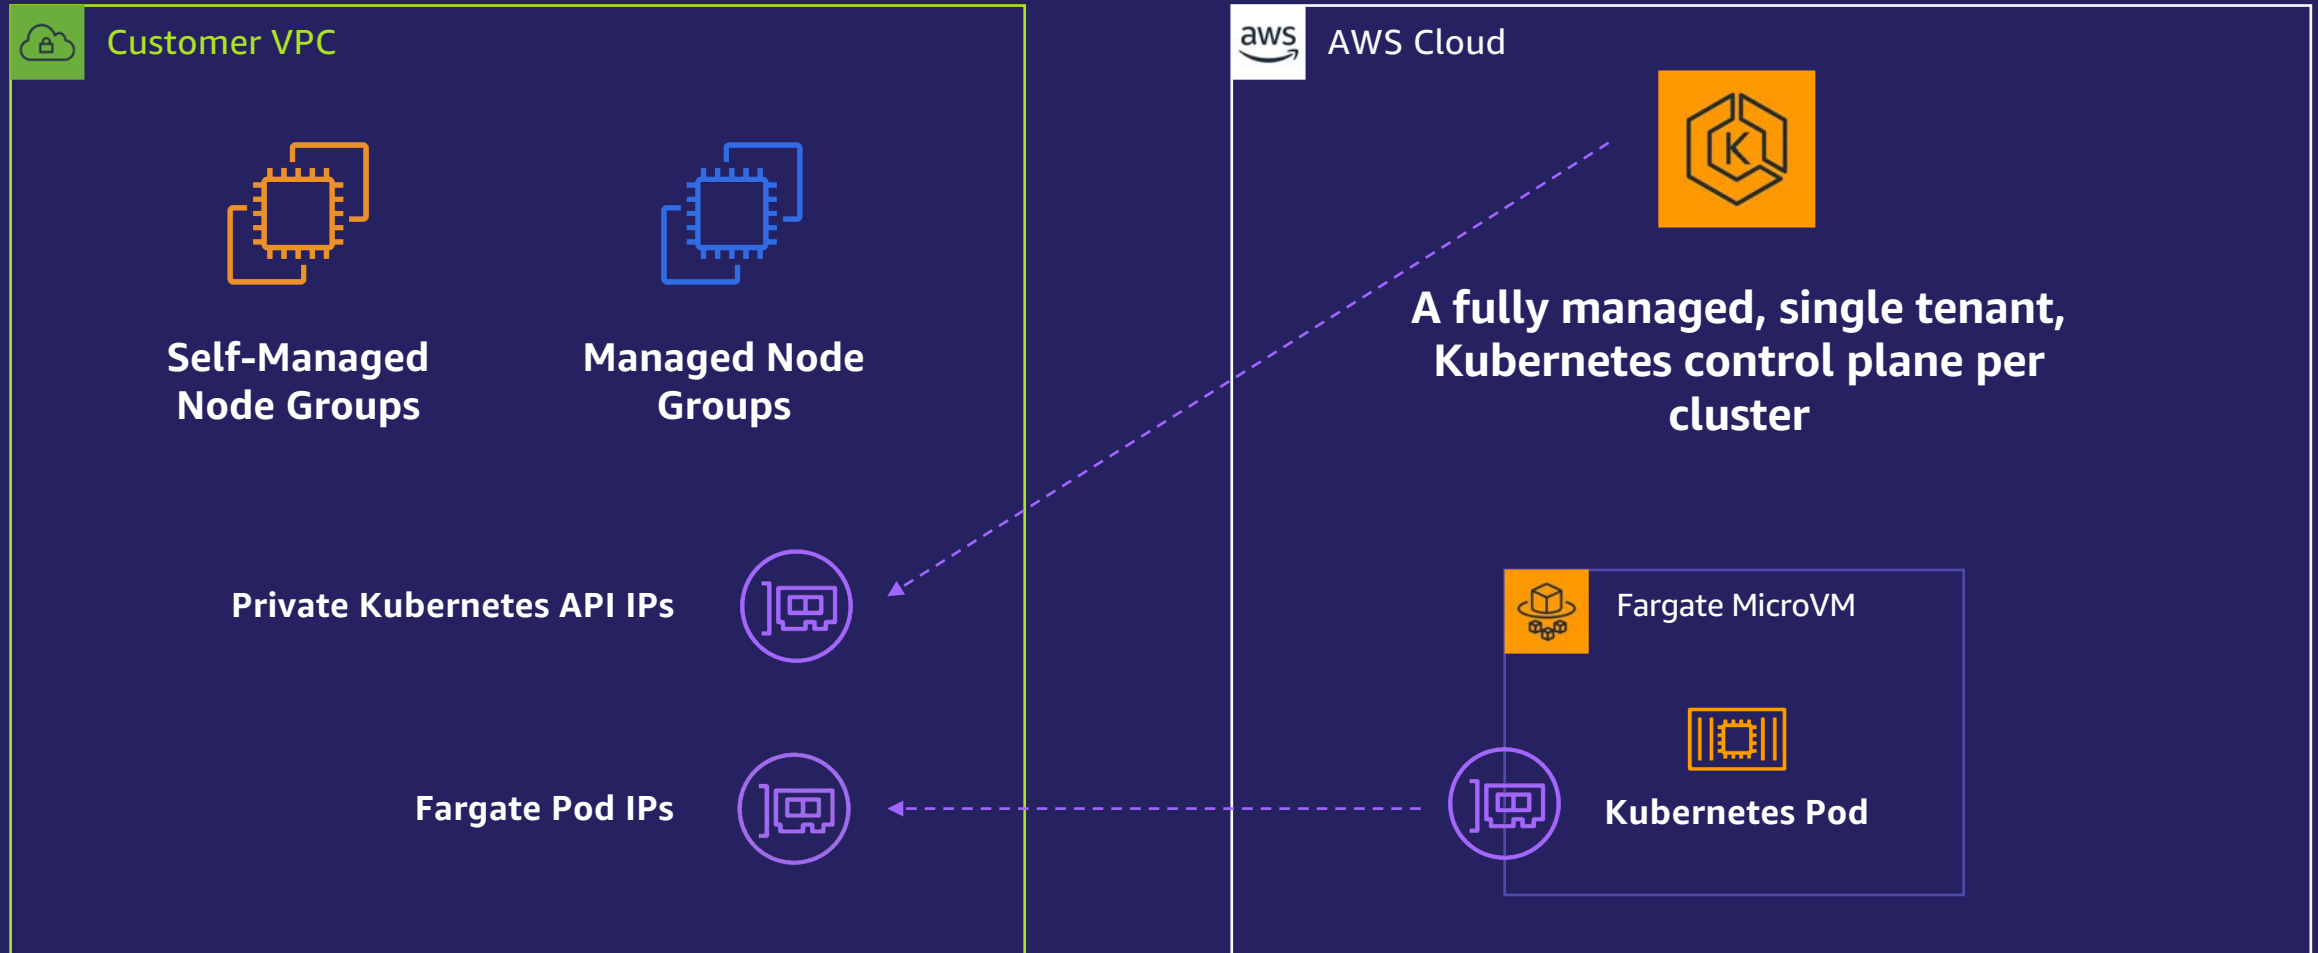 Customer VPC
aws
AWS Cloud
K
A fully managed, single tenant,
Kubernetes control plane per
cluster
Self-Managed
Node Groups
Managed Node
Groups
Private Kubernetes API IPs
Fargate MicroVM
Fargate Pod IPs
Kubernetes Pod